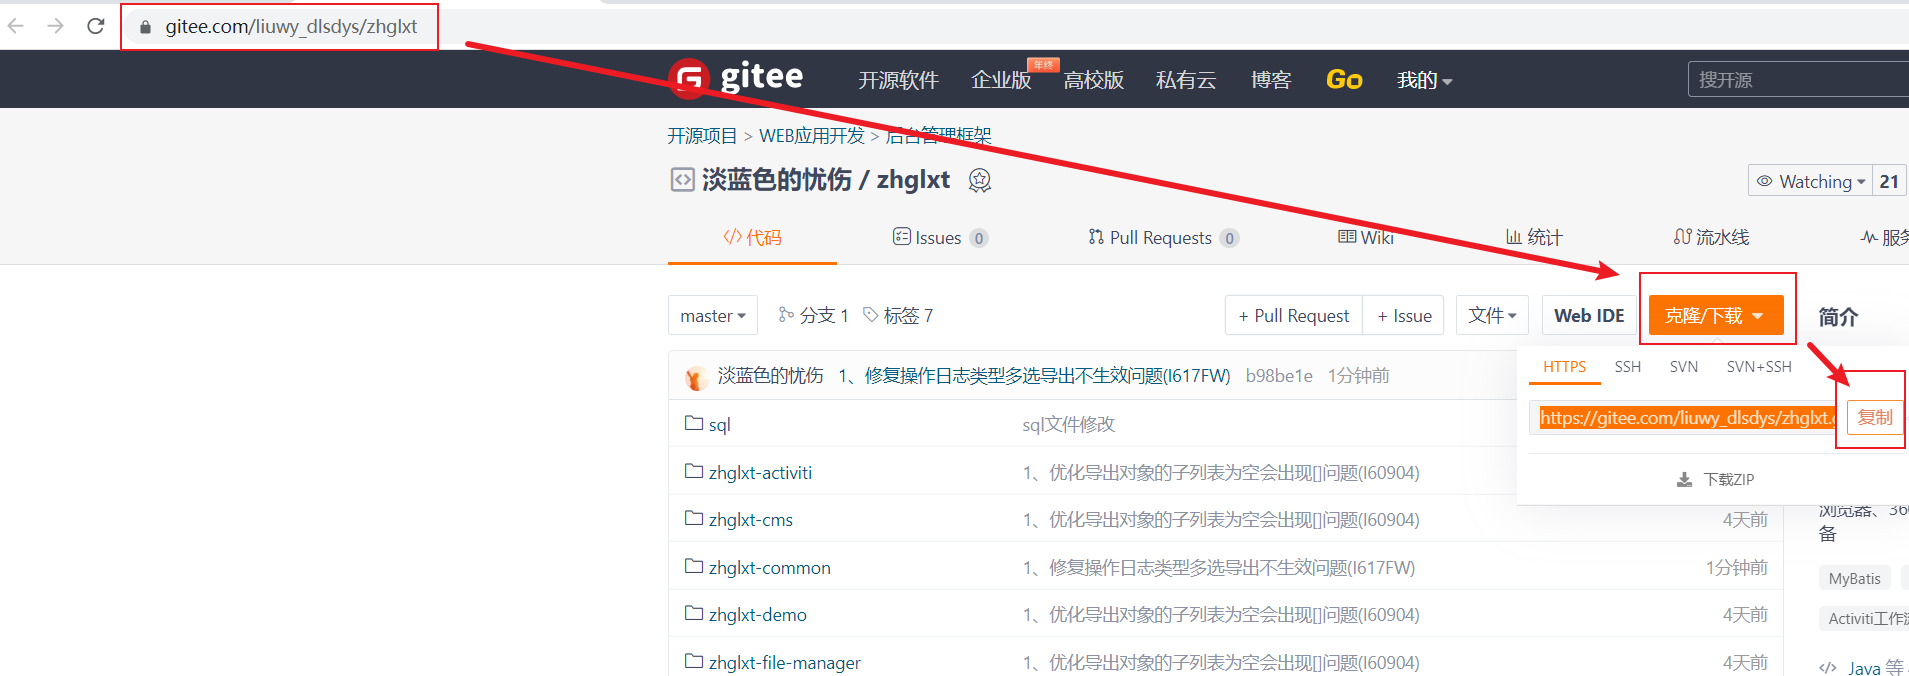 gitee.com/liuwy_dlsdys/zhglxt
gitee 开源软件 企业版 年终 高校版 私有云 博客 Go 我的 搜开源
开源项目 > WEB应用开发 > 后台管理框架
淡蓝色的忧伤 / zhglxt Watching 21
代码 Issues 0 Pull Requests 0 Wiki 统计 流水线 服务
master 分支 1 标签 7 + Pull Request + Issue 文件 Web IDE 克隆/下载 简介
淡蓝色的忧伤 1、修复操作日志类型多选导出不生效问题(I617FW) b98be1e 1分钟前
HTTPS SSH SVN SVN+SSH
https://gitee.com/liuwy_dlsdys/zhglxt. 复制
下载ZIP
sql sql文件修改
zhglxt-activiti 1、优化导出对象的子列表为空会出现[]问题(I60904)
zhglxt-cms 1、优化导出对象的子列表为空会出现[]问题(I60904) 4天前
zhglxt-common 1、修复操作日志类型多选导出不生效问题(I617FW) 1分钟前
zhglxt-demo 1、优化导出对象的子列表为空会出现[]问题(I60904) 4天前
zhglxt-file-manager 1、优化导出对象的子列表为空会出现[]问题(I60904) 4天前
浏览器、360
备
MyBatis
Activiti工作流
Java 等